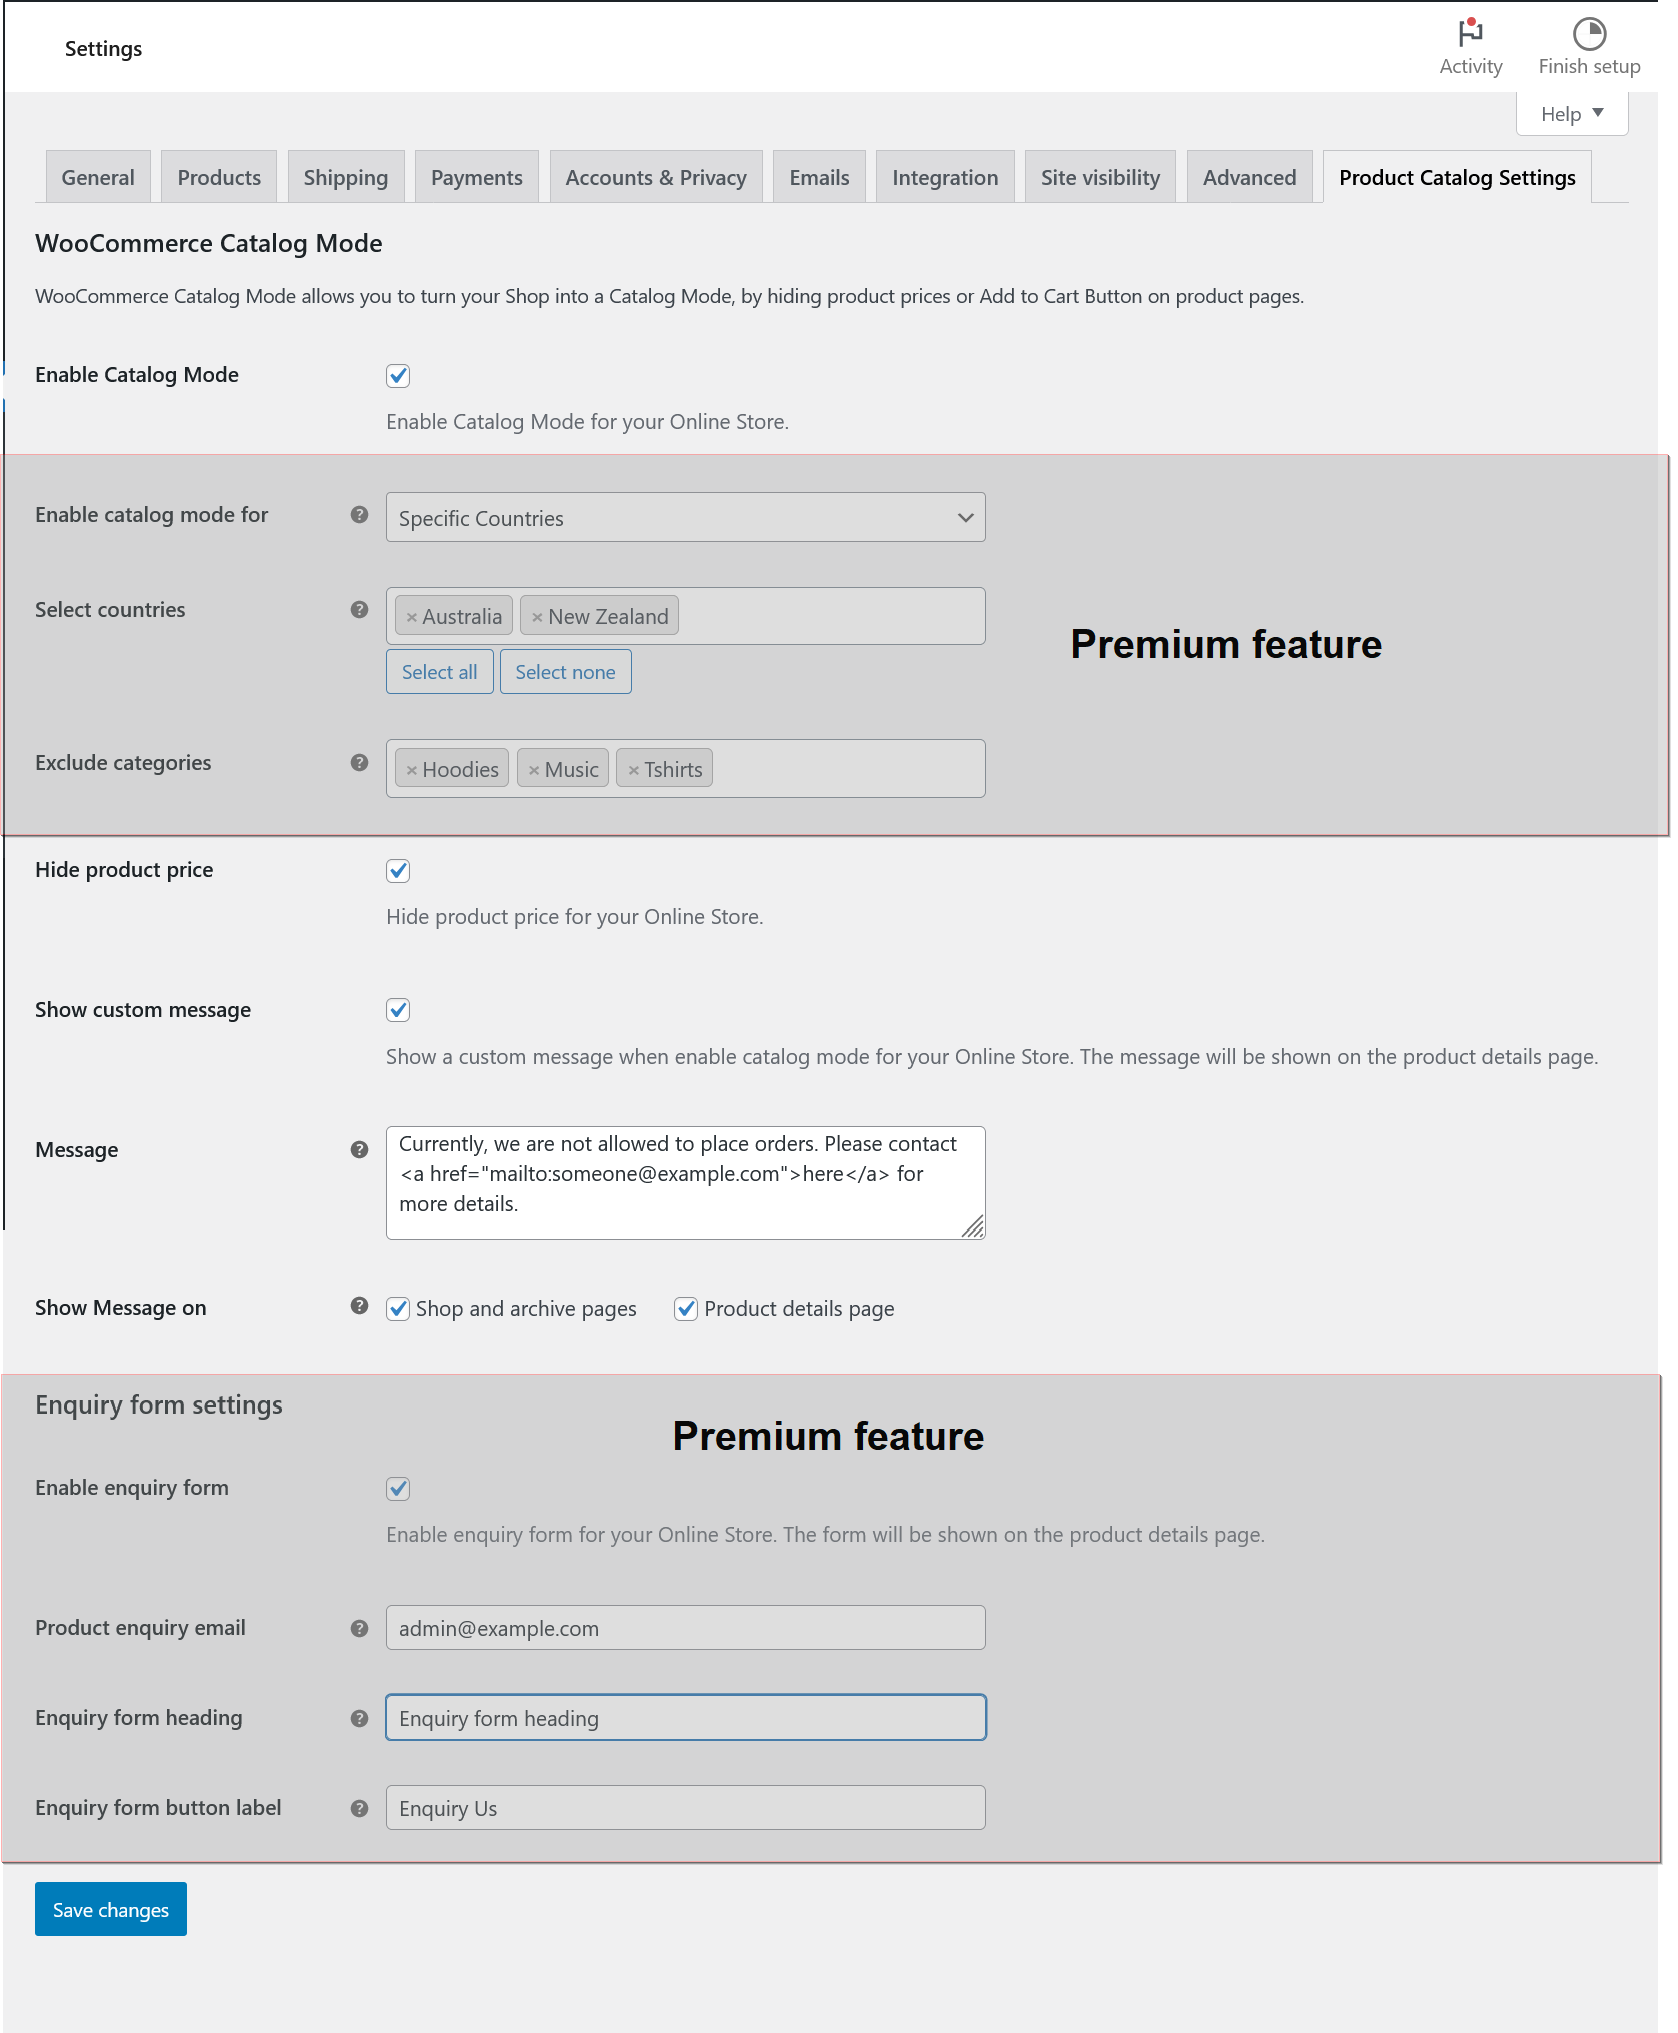 Settings
Activity
Finish setup
Help
General Products Shipping Payments Accounts & Privacy Emails Integration Site visibility Advanced Product Catalog Settings
WooCommerce Catalog Mode
WooCommerce Catalog Mode allows you to turn your Shop into a Catalog Mode, by hiding product prices or Add to Cart Button on product pages.
Enable Catalog Mode
Enable Catalog Mode for your Online Store.
Enable catalog mode for ? Specific Countries
Select countries ? × Australia × New Zealand
Premium feature
Select all Select none
Exclude categories ? × Hoodies × Music × Tshirts
Hide product price
Hide product price for your Online Store.
Show custom message
Show a custom message when enable catalog mode for your Online Store. The message will be shown on the product details page.
Message ? Currently, we are not allowed to place orders. Please contact
<a href="mailto:someone@example.com">here</a> for
more details.
Show Message on ? Shop and archive pages Product details page
Enquiry form settings
Premium feature
Enable enquiry form
Enable enquiry form for your Online Store. The form will be shown on the product details page.
Product enquiry email ? admin@example.com
Enquiry form heading ? Enquiry form heading
Enquiry form button label ? Enquiry Us
Save changes